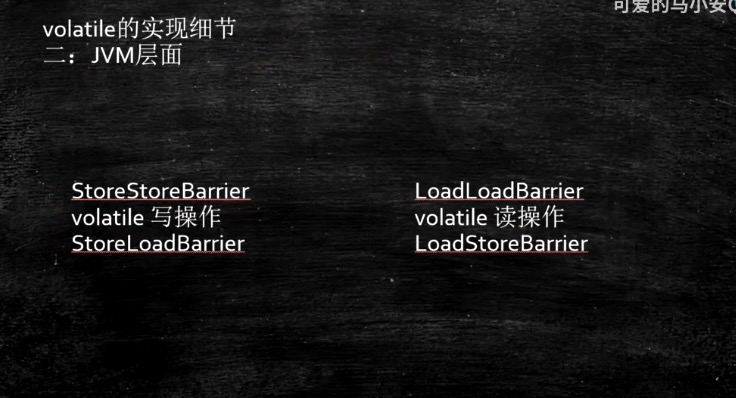 可爱的马小安
volatile的实现细节
二：JVM层面
StoreStoreBarrier
volatile 写操作
StoreLoadBarrier
LoadLoadBarrier
volatile 读操作
LoadStoreBarrier